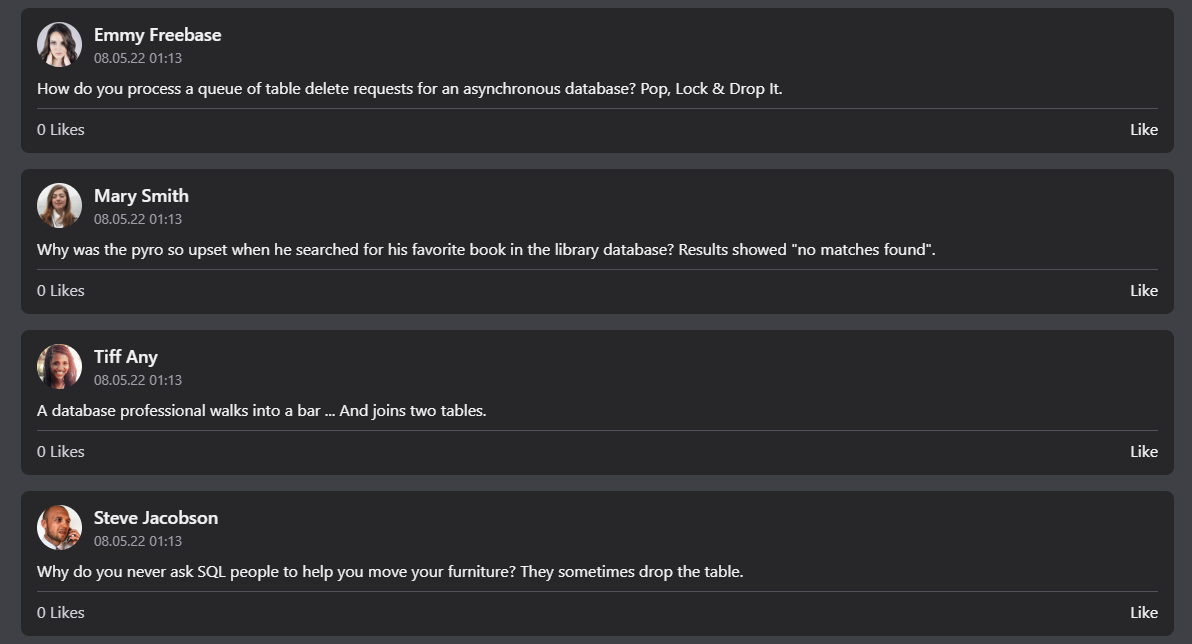 Emmy Freebase
08.05.22 01:13
How do you process a queue of table delete requests for an asynchronous database? Pop, Lock & Drop It.
0 Likes
Like
Mary Smith
08.05.22 01:13
Why was the pyro so upset when he searched for his favorite book in the library database? Results showed "no matches found".
0 Likes
Like
Tiff Any
08.05.22 01:13
A database professional walks into a bar ... And joins two tables.
0 Likes
Like
Steve Jacobson
08.05.22 01:13
Why do you never ask SQL people to help you move your furniture? They sometimes drop the table.
0 Likes
Like